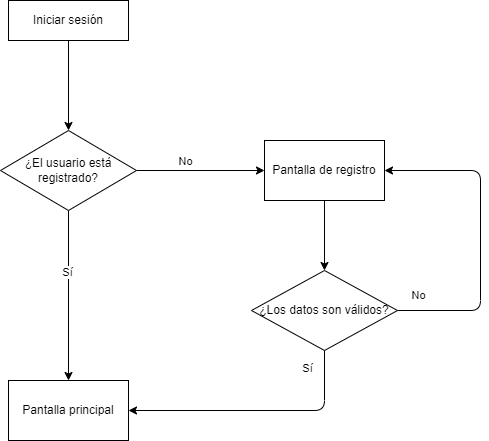 Iniciar sesión
¿El usuario está
registrado?
No
Pantalla de registro
Sí
¿Los datos son válidos?
No
Sí
Pantalla principal